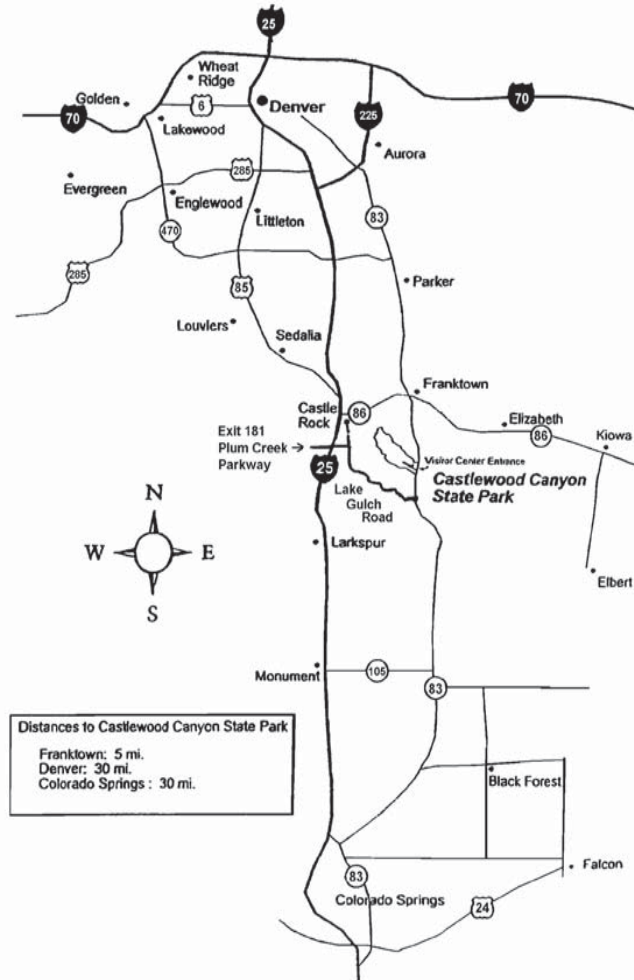 25
Wheat
Ridge
Golden
6
Denver
70
70
Lakewood
225
Aurora
Evergreen
285
Englewood
Littleton
83
470
285
85
Parker
Louvlers
Sedalia
Franktown
Castle
Rock
86
Elizabeth
86
Kiowa
Exit 181
Plum Creek
Parkway
Visitor Center Entrance
25
Castlewood Canyon
State Park
Lake
Gulch
Road
N
W
E
S
Larkspur
Elbert
Monument
105
83
Distances to Castlewood Canyon State Park
Franktown: 5 mi.
Denver: 30 mi.
Colorado Springs : 30 mi.
Black Forest
Falcon
83
Colorado Springs
24